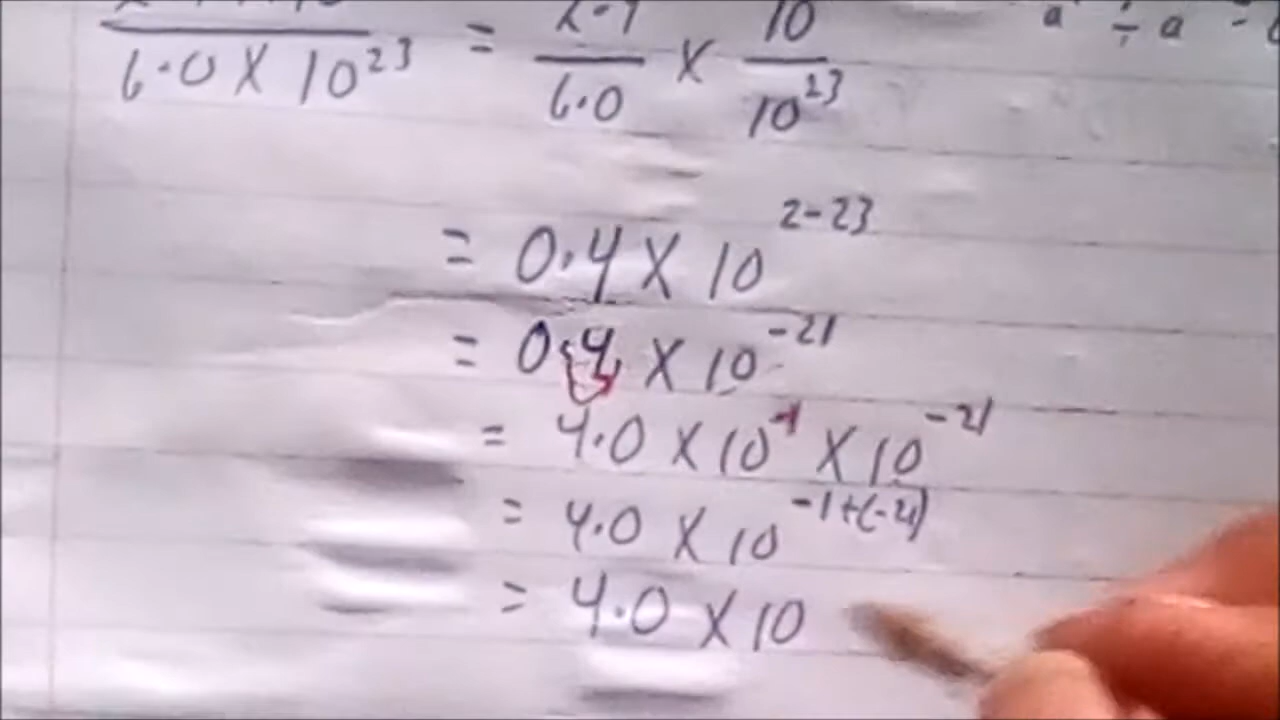 6.0 X 10^23 = 6.0 X 10 / 10^23
= 0.4 X 10^2-23
= 0.4 X 10^-21
= 4.0 X 10^-1 X 10^-21
= 4.0 X 10^-1+(-21)
= 4.0 X 10